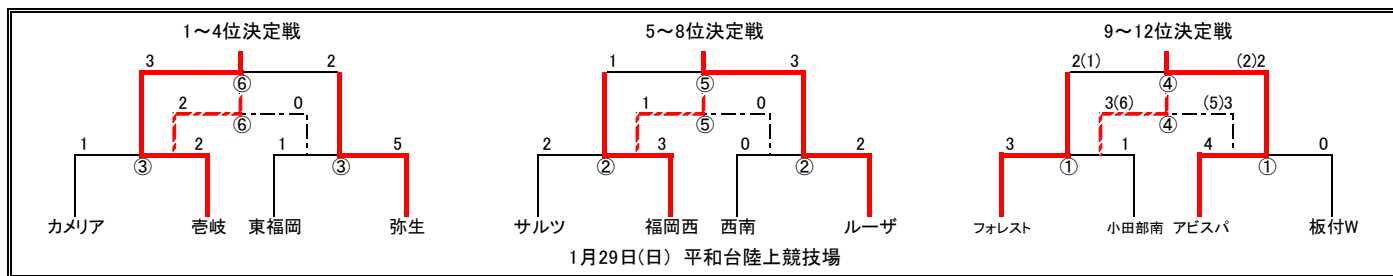 1～4位決定戦 5～8位決定戦 9～12位決定戦
3 2 1 3 2(1) (2)2
⑥ ⑤ ④
2 0 1 0 3(6) (5)3
⑥ ⑤ ④
1 2 1 5 2 3 0 2 3 1 4 0
③ ③ ② ② ① ①
カメリア 壱岐 東福岡 弥生 サルツ 福岡西 西南 ルーザ フォレスト 小田部南 アビスパ 板付W
1月29日(日) 平和台陸上競技場